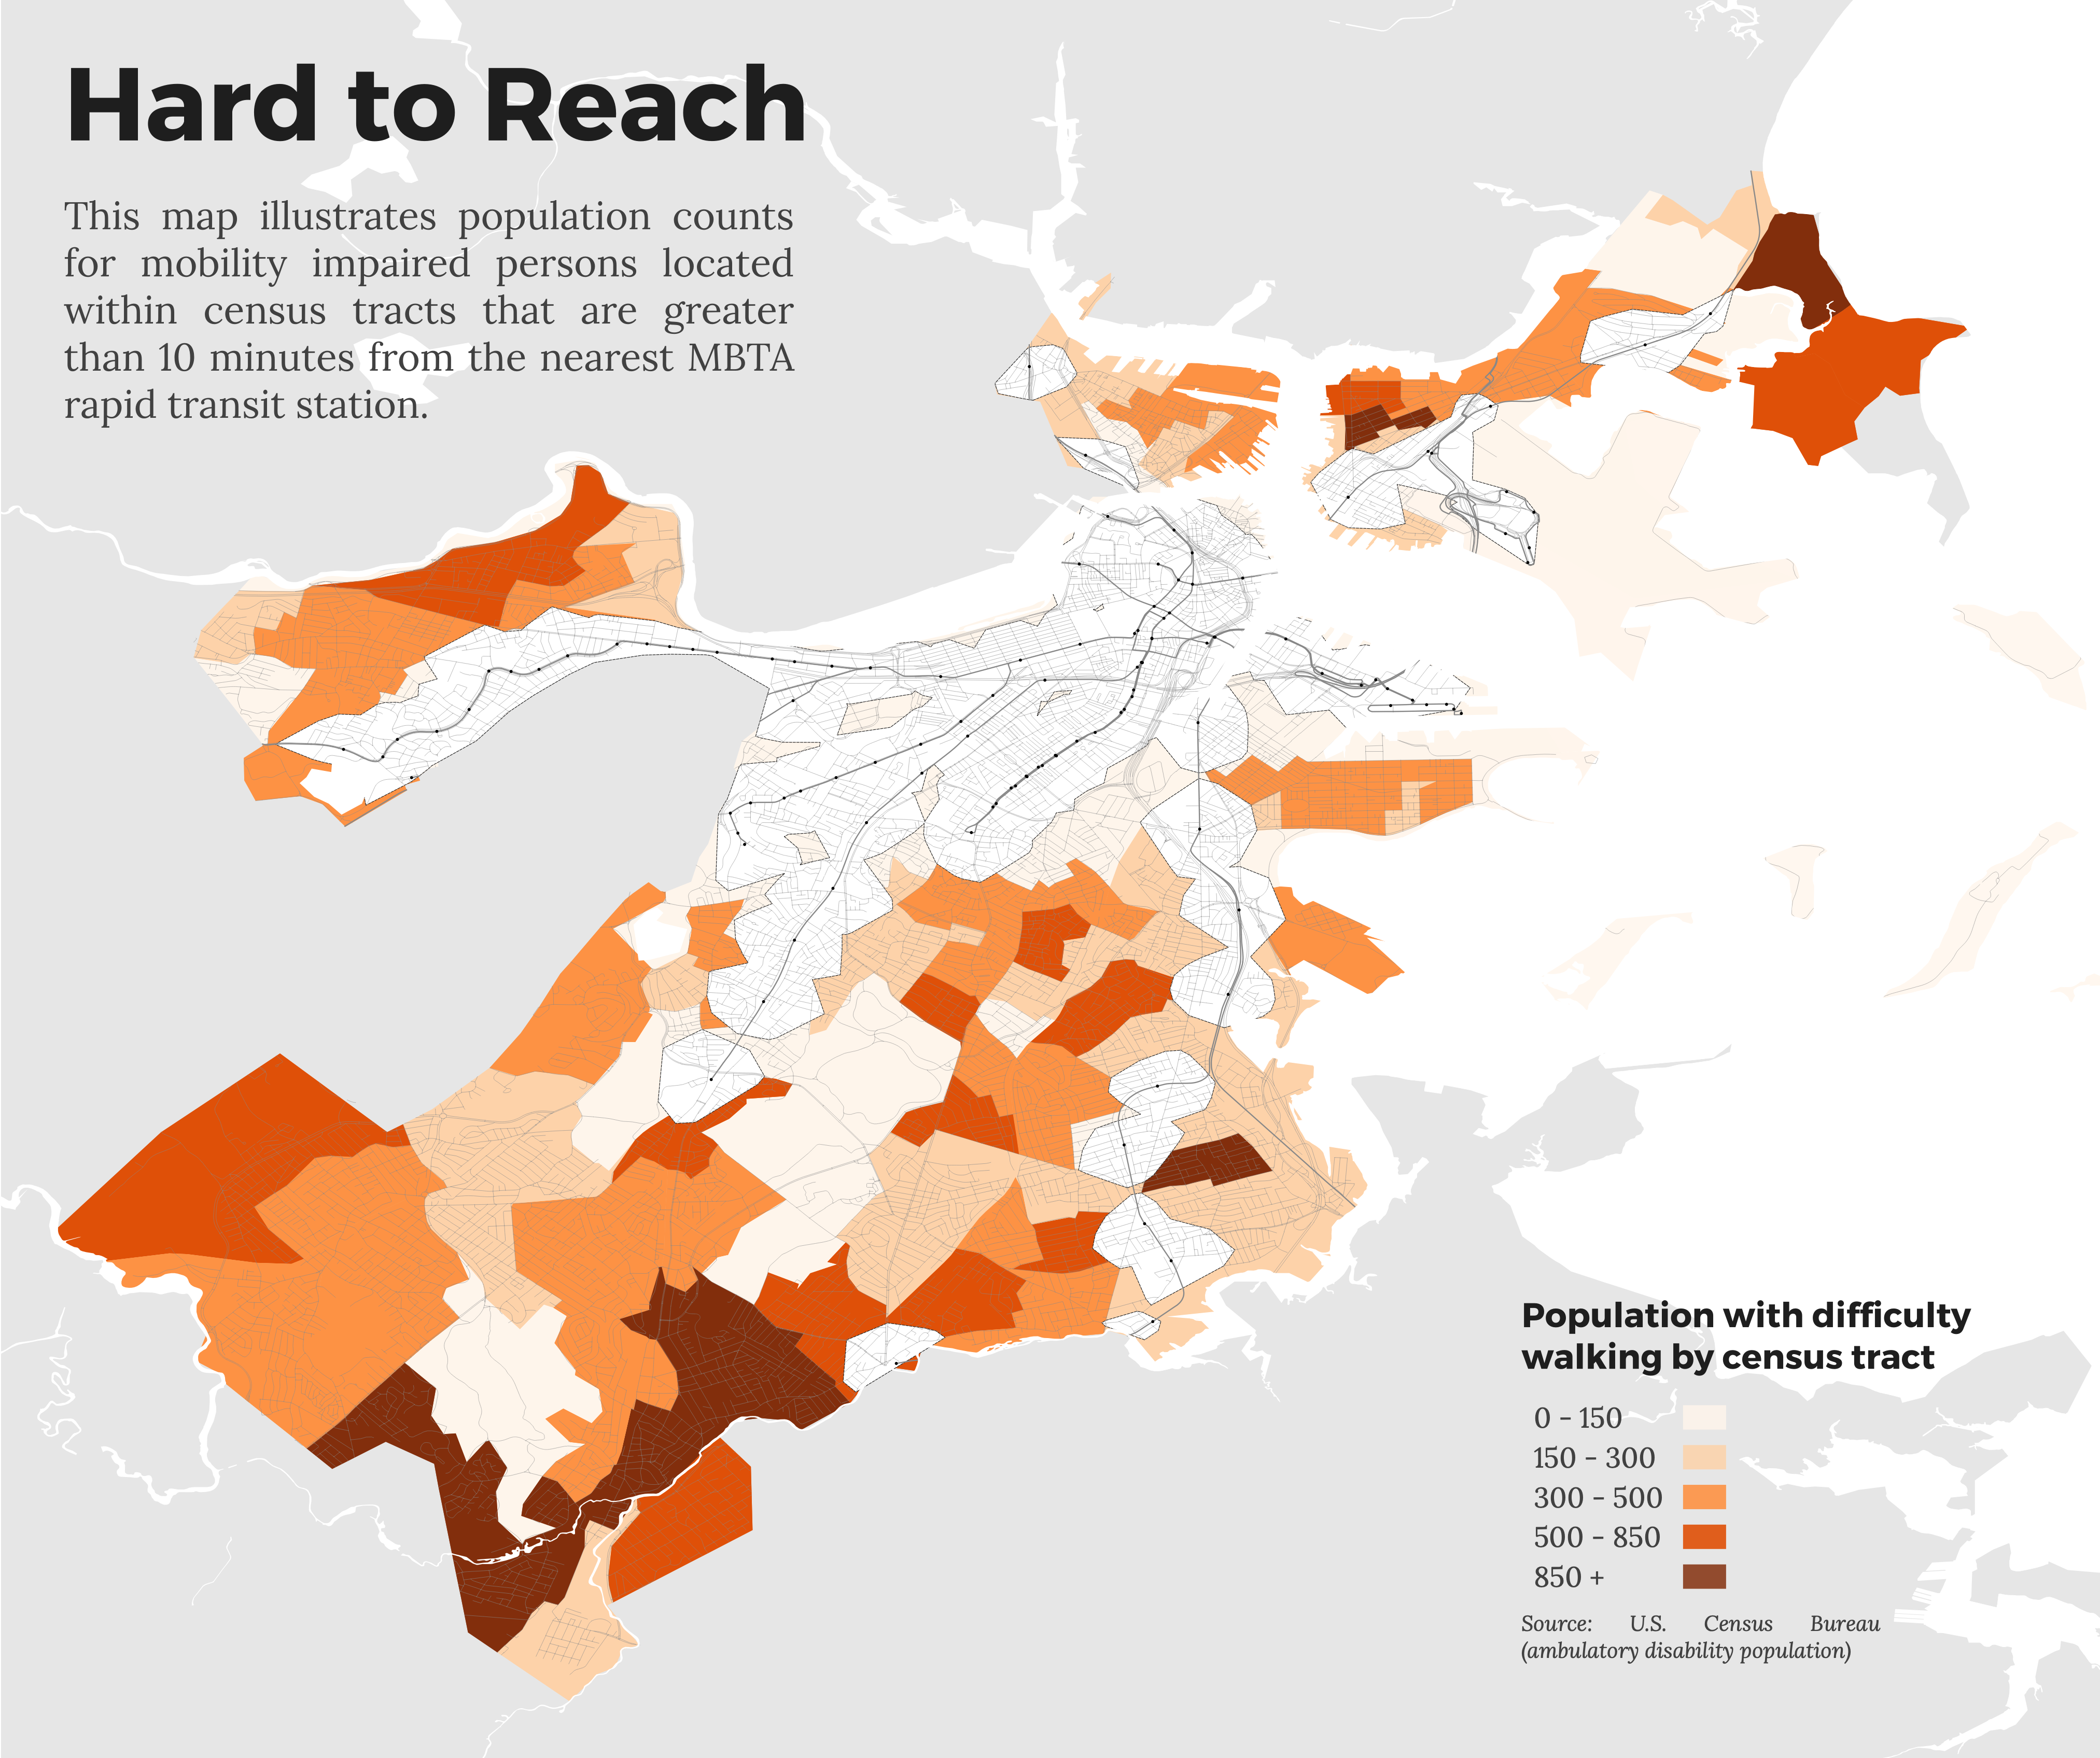 Hard to Reach
This map illustrates population counts
for mobility impaired persons located
within census tracts that are greater
than 10 minutes from the nearest MBTA
rapid transit station.
Population with difficulty
walking by census tract
0 - 150
150 - 300
300 - 500
500 - 850
850 +
Source: U.S. Census Bureau
(ambulatory disability population)